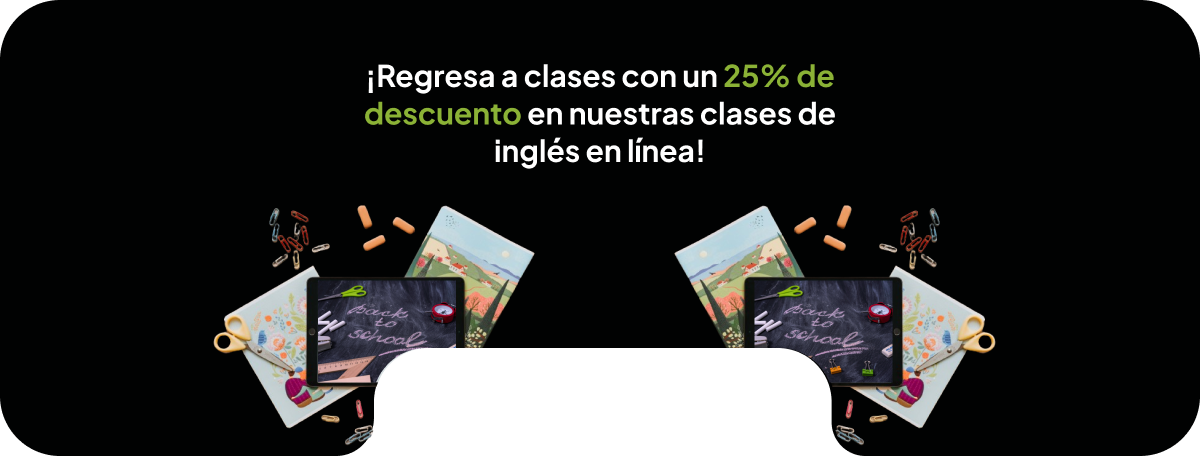 ¡Regresa a clases con un 25% de
descuento en nuestras clases de
inglés en línea!
back
to
school
back
to
school